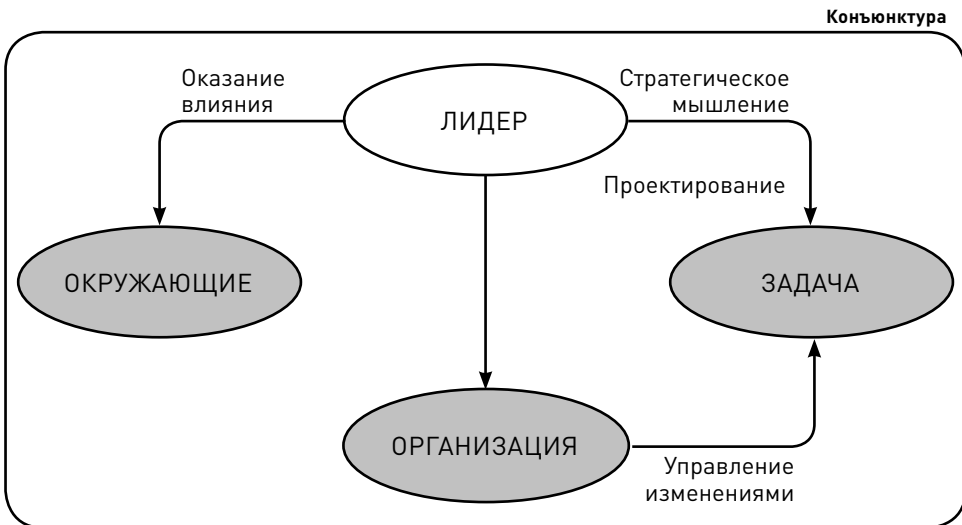 Конъюнктура
Оказание
влияния
ЛИДЕР
Стратегическое
мышление
Проектирование
ОКРУЖАЮЩИЕ
ЗАДАЧА
ОРГАНИЗАЦИЯ
Управление
изменениями